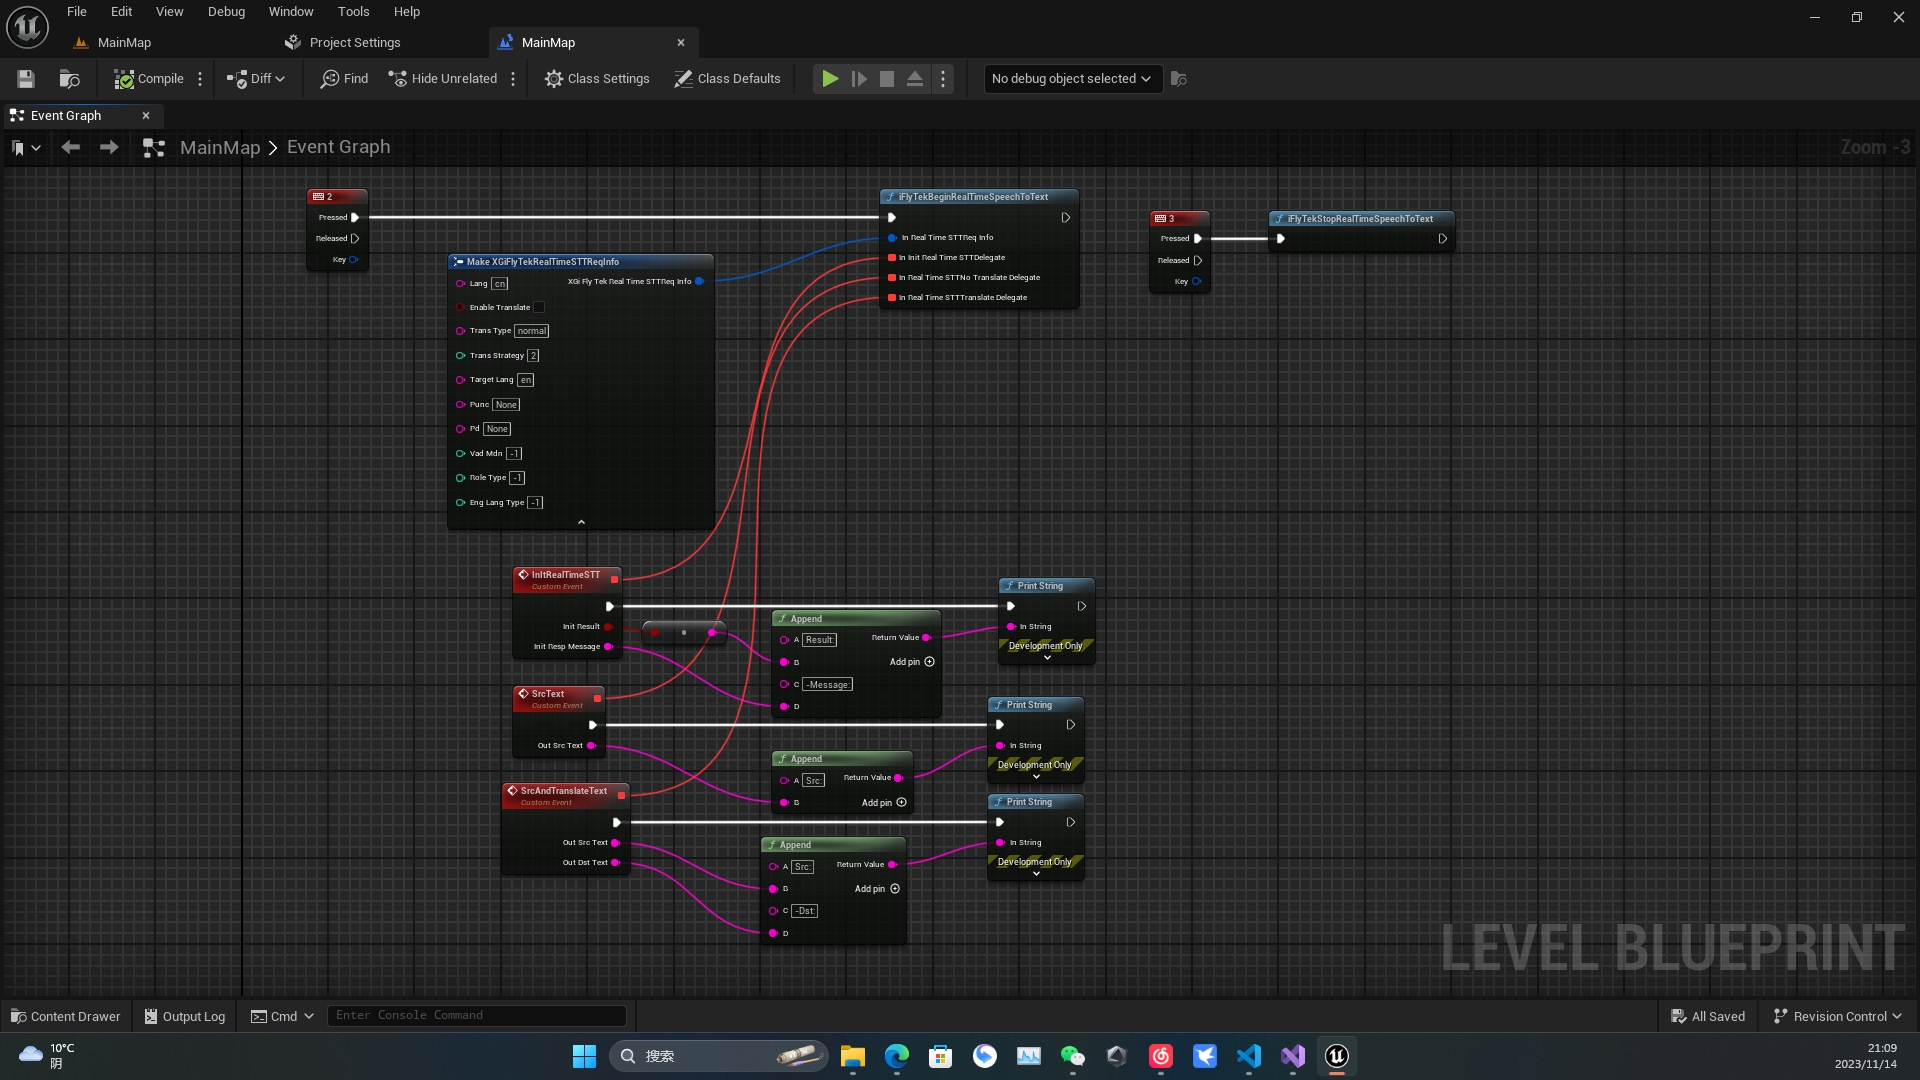 File Edit View Debug Window Tools Help
MainMap
Project Settings
MainMap
Compile
Diff
Find
Hide Unrelated
Class Settings
Class Defaults
No debug object selected
Event Graph
MainMap > Event Graph
Zoom -3
2
Pressed
Released
Key
Make XGiFlyTekRealTimeSTTReqInfo
Lang cn
XGi Fly Tek Real Time STTReq Info
Enable Translate
Trans Type normal
Trans Strategy 2
Target Lang en
Punc None
Pd None
Vad Mdn -1
Role Type -1
Eng Lang Type -1
iFlyTekBeginRealTimeSpeechToText
In Real Time STTReq Info
In Init Real Time STTDelegate
In Real Time STTNo Translate Delegate
In Real Time STTTranslate Delegate
3
Pressed
Released
Key
iFlyTekStopRealTimeSpeechToText
InItRealTimeSTT
Custom Event
Init Result
Init Resp Message
Append
A Result:
Return Value
B
Add pin
C -Message:
D
Print String
In String
Development Only
SrcText
Custom Event
Out Src Text
Append
A Src:
Return Value
B
Add pin
Print String
In String
Development Only
SrcAndTranslateText
Custom Event
Out Src Text
Out Dst Text
Append
A Src:
Return Value
B
Add pin
C -Dst:
D
Print String
In String
Development Only
LEVEL BLUEPRINT
Content Drawer
Output Log
Cmd
Enter Console Command
All Saved
Revision Control
10°C
阴
搜索
21:09
2023/11/14